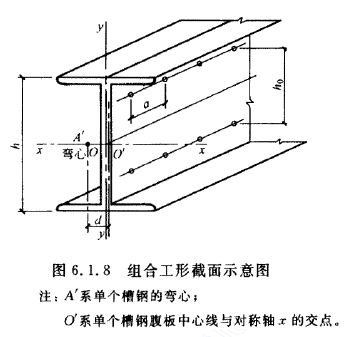 y
a
h₀
h
A'
x
弯心
O
O'
x
d
y
图 6.1.8 组合工形截面示意图
注：A'系单个槽钢的弯心；
O'系单个槽钢腹板中心线与对称轴 x 的交点。